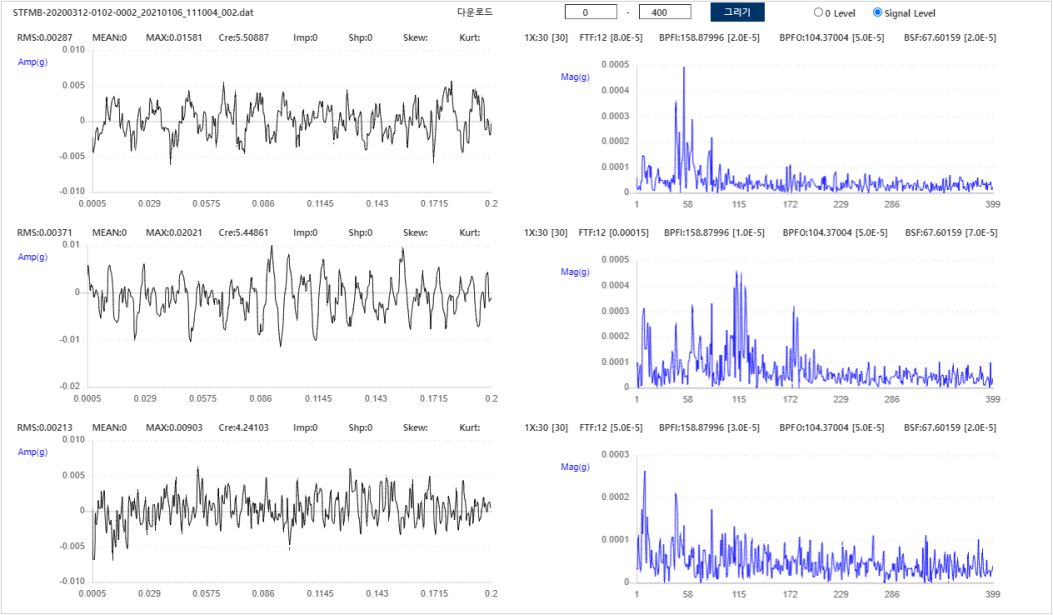 STFMB-20200312-0102-0002_20210106_111004_002.dat 다운로드 0 - 400 그리기 0 Level Signal Level
RMS:0.00287 MEAN:0 MAX:0.01581 Cre:5.50887 Imp:0 Shp:0 Skew: Kurt: 1X:30 [30] FTF:12 [8.0E-5] BPFI:158.87996 [2.0E-5] BPFO:104.37004 [5.0E-5] BSF:67.60159 [2.0E-5]
Amp(g)
0.010
0.005
0
-0.005
-0.010
0.0005 0.029 0.0575 0.086 0.1145 0.143 0.1715 0.2
Mag(g)
0.0005
0.0004
0.0003
0.0002
0.0001
0
1 58 115 172 229 286 399
RMS:0.00371 MEAN:0 MAX:0.02021 Cre:5.44861 Imp:0 Shp:0 Skew: Kurt: 1X:30 [30] FTF:12 [0.00015] BPFI:158.87996 [1.0E-5] BPFO:104.37004 [5.0E-5] BSF:67.60159 [7.0E-5]
Amp(g)
0.01
0
-0.01
-0.02
0.0005 0.029 0.0575 0.086 0.1145 0.143 0.1715 0.2
Mag(g)
0.0005
0.0004
0.0003
0.0002
0.0001
0
1 58 115 172 229 286 399
RMS:0.00213 MEAN:0 MAX:0.00903 Cre:4.24103 Imp:0 Shp:0 Skew: Kurt: 1X:30 [30] FTF:12 [5.0E-5] BPFI:158.87996 [3.0E-5] BPFO:104.37004 [5.0E-5] BSF:67.60159 [2.0E-5]
Amp(g)
0.010
0.005
0
-0.005
-0.010
0.0005 0.029 0.0575 0.086 0.1145 0.143 0.1715 0.2
Mag(g)
0.0003
0.0002
0.0001
0
1 58 115 172 229 286 399